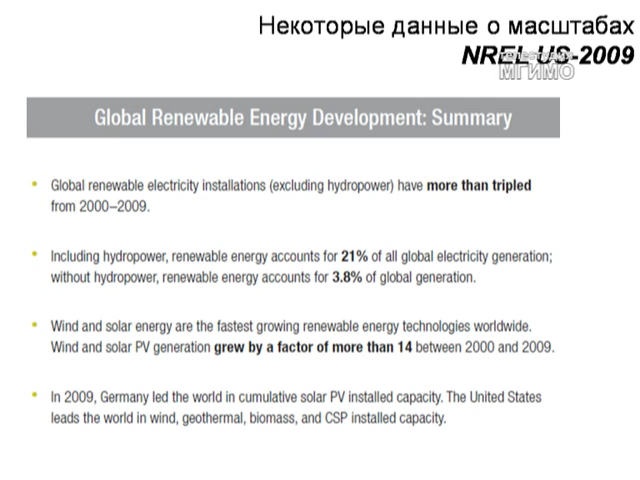 Некоторые данные о масштабах
NREL US-2009
МГИМО
Global Renewable Energy Development: Summary
• Global renewable electricity installations (excluding hydropower) have more than tripled
from 2000–2009.
• Including hydropower, renewable energy accounts for 21% of all global electricity generation;
without hydropower, renewable energy accounts for 3.8% of global generation.
• Wind and solar energy are the fastest growing renewable energy technologies worldwide.
Wind and solar PV generation grew by a factor of more than 14 between 2000 and 2009.
• In 2009, Germany led the world in cumulative solar PV installed capacity. The United States
leads the world in wind, geothermal, biomass, and CSP installed capacity.